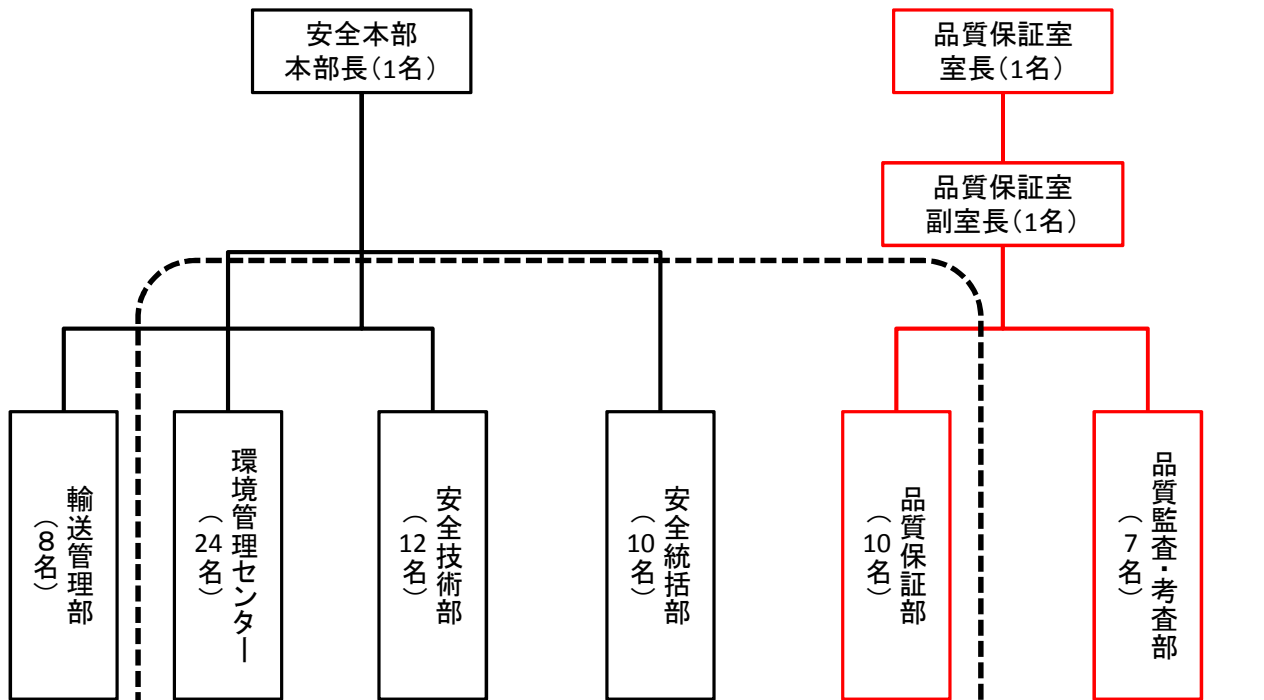 安全本部
本部長（1名）
品質保証室
室長（1名）
品質保証室
副室長（1名）
輸送管理部
（8名）
環境管理センター
（24名）
安全技術部
（12名）
安全統括部
（10名）
品質保証部
（10名）
品質監査・考査部
（7名）